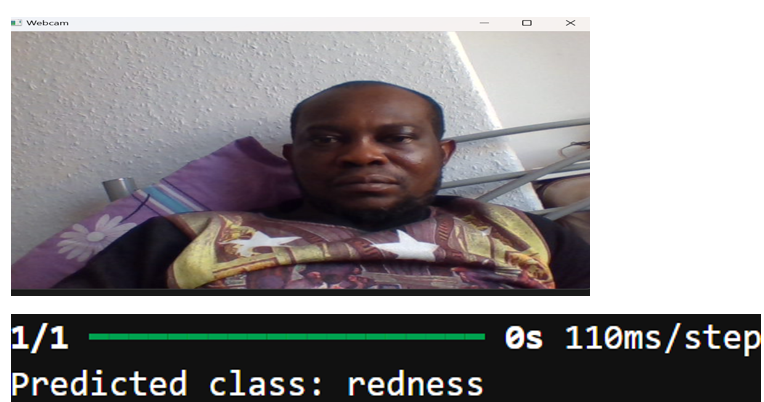 Webcam
1/1 0s 110ms/step
Predicted class: redness